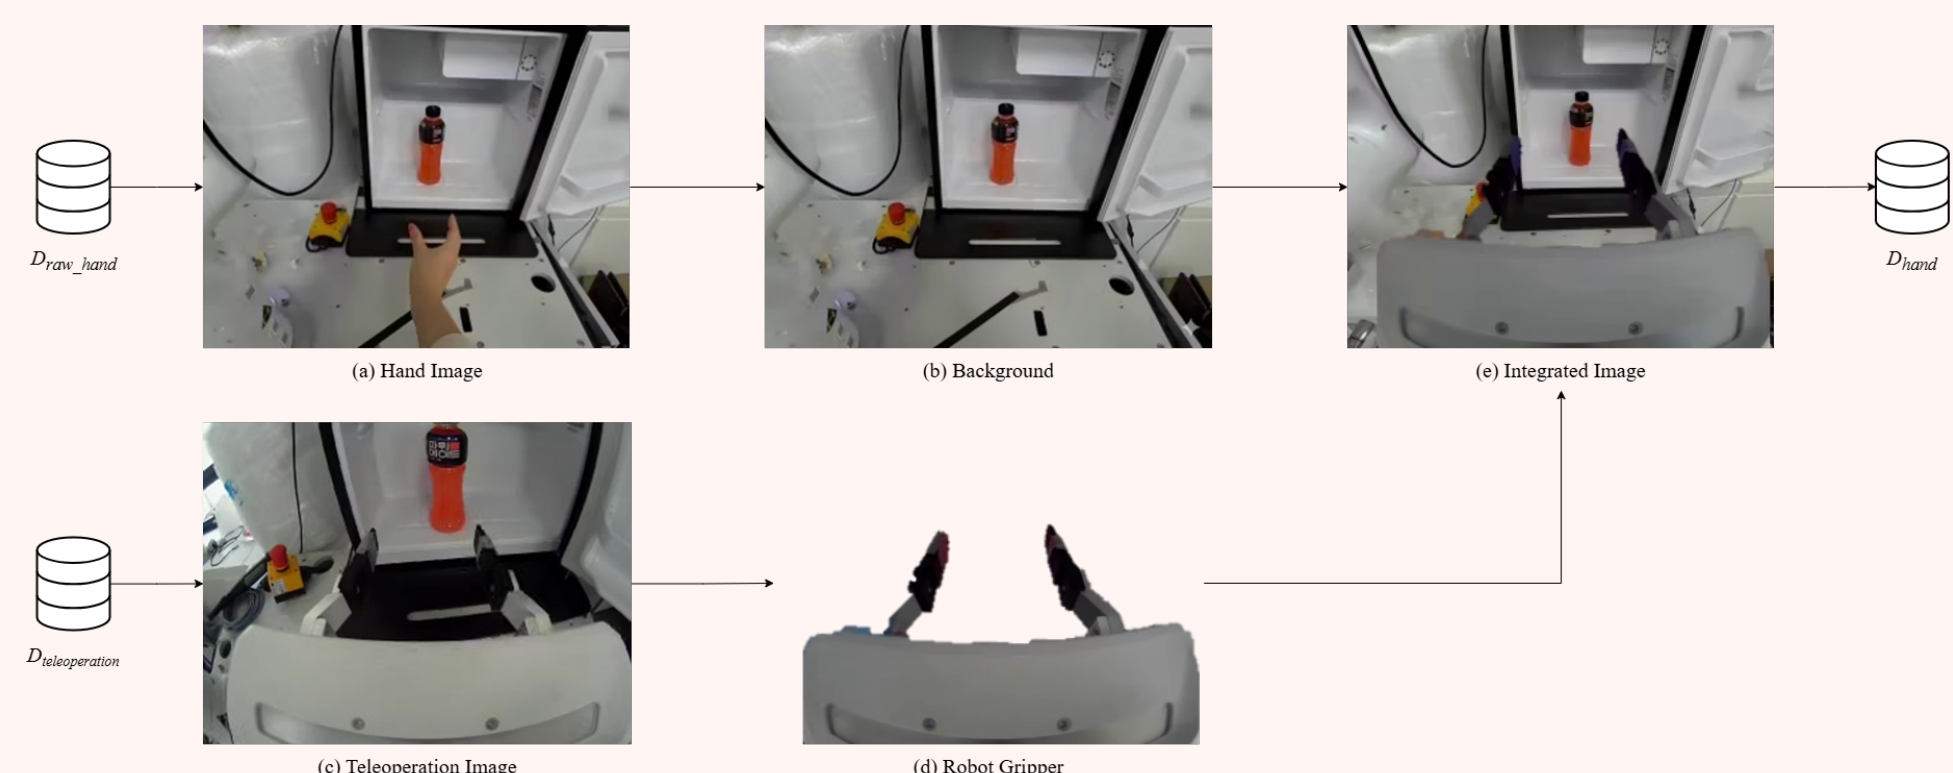 D_raw_hand
(a) Hand Image
(b) Background
(e) Integrated Image
D_hand
D_teleoperation
(c) Teleoperation Image
(d) Robot Gripper